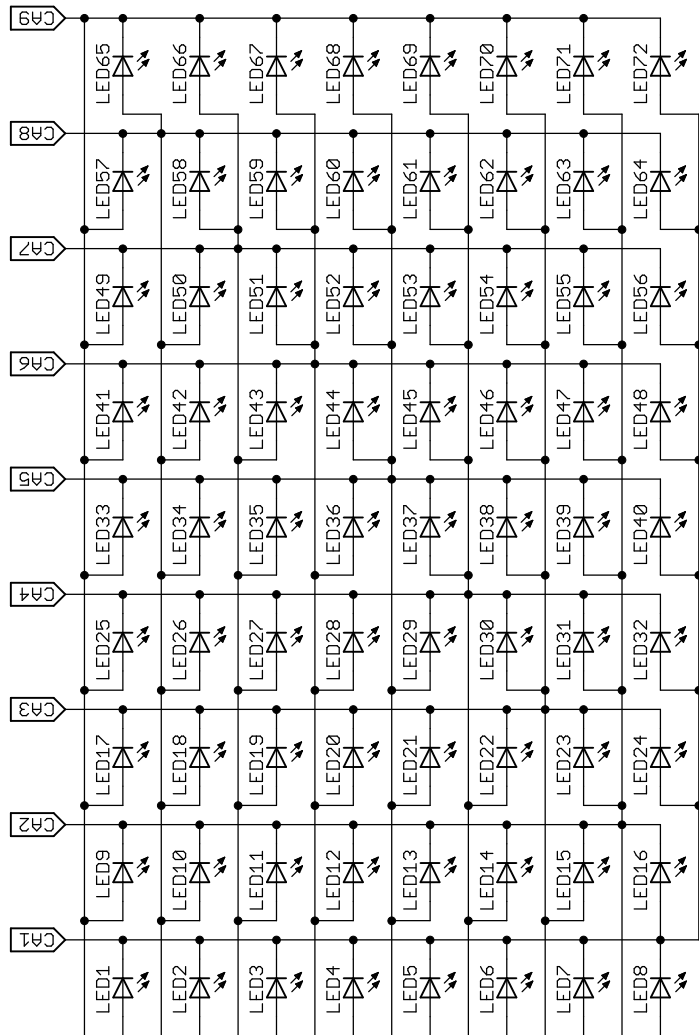 CA9
LED65 LED66 LED67 LED68 LED69 LED70 LED71 LED72
CA8
LED57 LED58 LED59 LED60 LED61 LED62 LED63 LED64
CA7
LED49 LED50 LED51 LED52 LED53 LED54 LED55 LED56
CA6
LED41 LED42 LED43 LED44 LED45 LED46 LED47 LED48
CA5
LED33 LED34 LED35 LED36 LED37 LED38 LED39 LED40
CA4
LED25 LED26 LED27 LED28 LED29 LED30 LED31 LED32
CA3
LED17 LED18 LED19 LED20 LED21 LED22 LED23 LED24
CA2
LED9 LED10 LED11 LED12 LED13 LED14 LED15 LED16
CA1
LED1 LED2 LED3 LED4 LED5 LED6 LED7 LED8